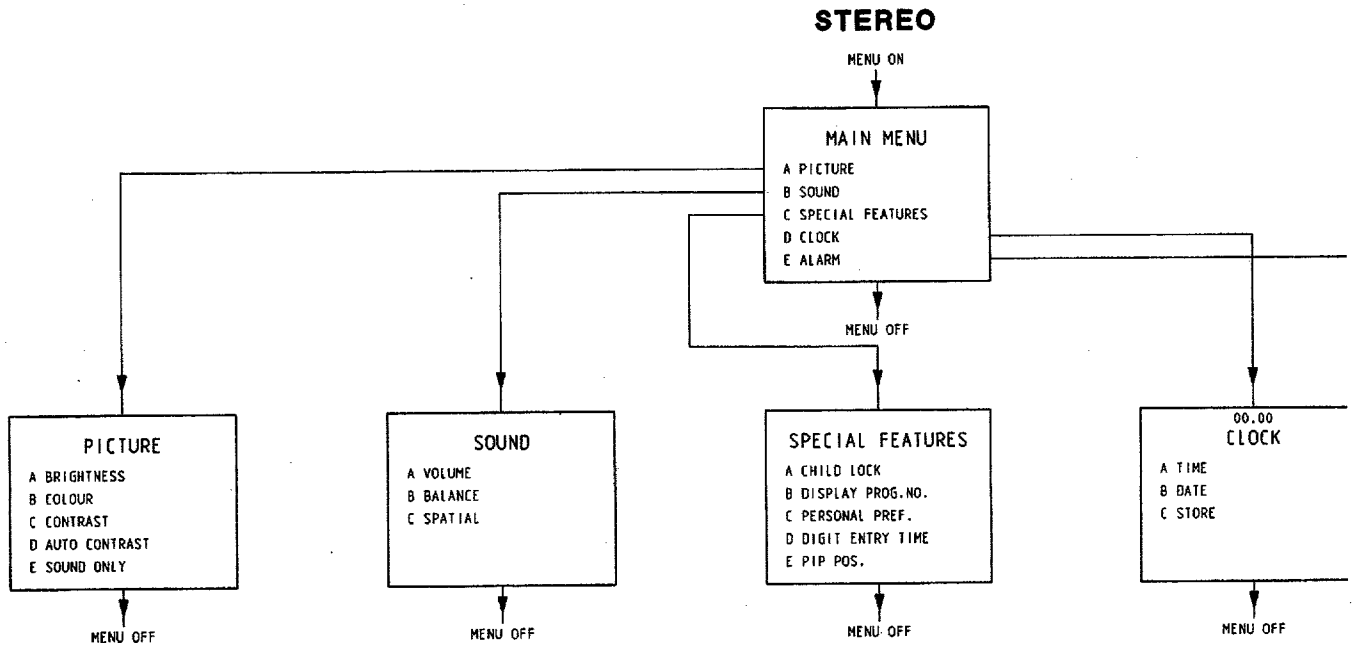 STEREO
MENU ON
MAIN MENU
A PICTURE
B SOUND
C SPECIAL FEATURES
D CLOCK
E ALARM
MENU OFF
PICTURE
A BRIGHTNESS
B COLOUR
C CONTRAST
D AUTO CONTRAST
E SOUND ONLY
MENU OFF
SOUND
A VOLUME
B BALANCE
C SPATIAL
MENU OFF
SPECIAL FEATURES
A CHILD LOCK
B DISPLAY PROG.NO.
C PERSONAL PREF.
D DIGIT ENTRY TIME
E PIP POS.
MENU OFF
00.00
CLOCK
A TIME
B DATE
C STORE
MENU OFF